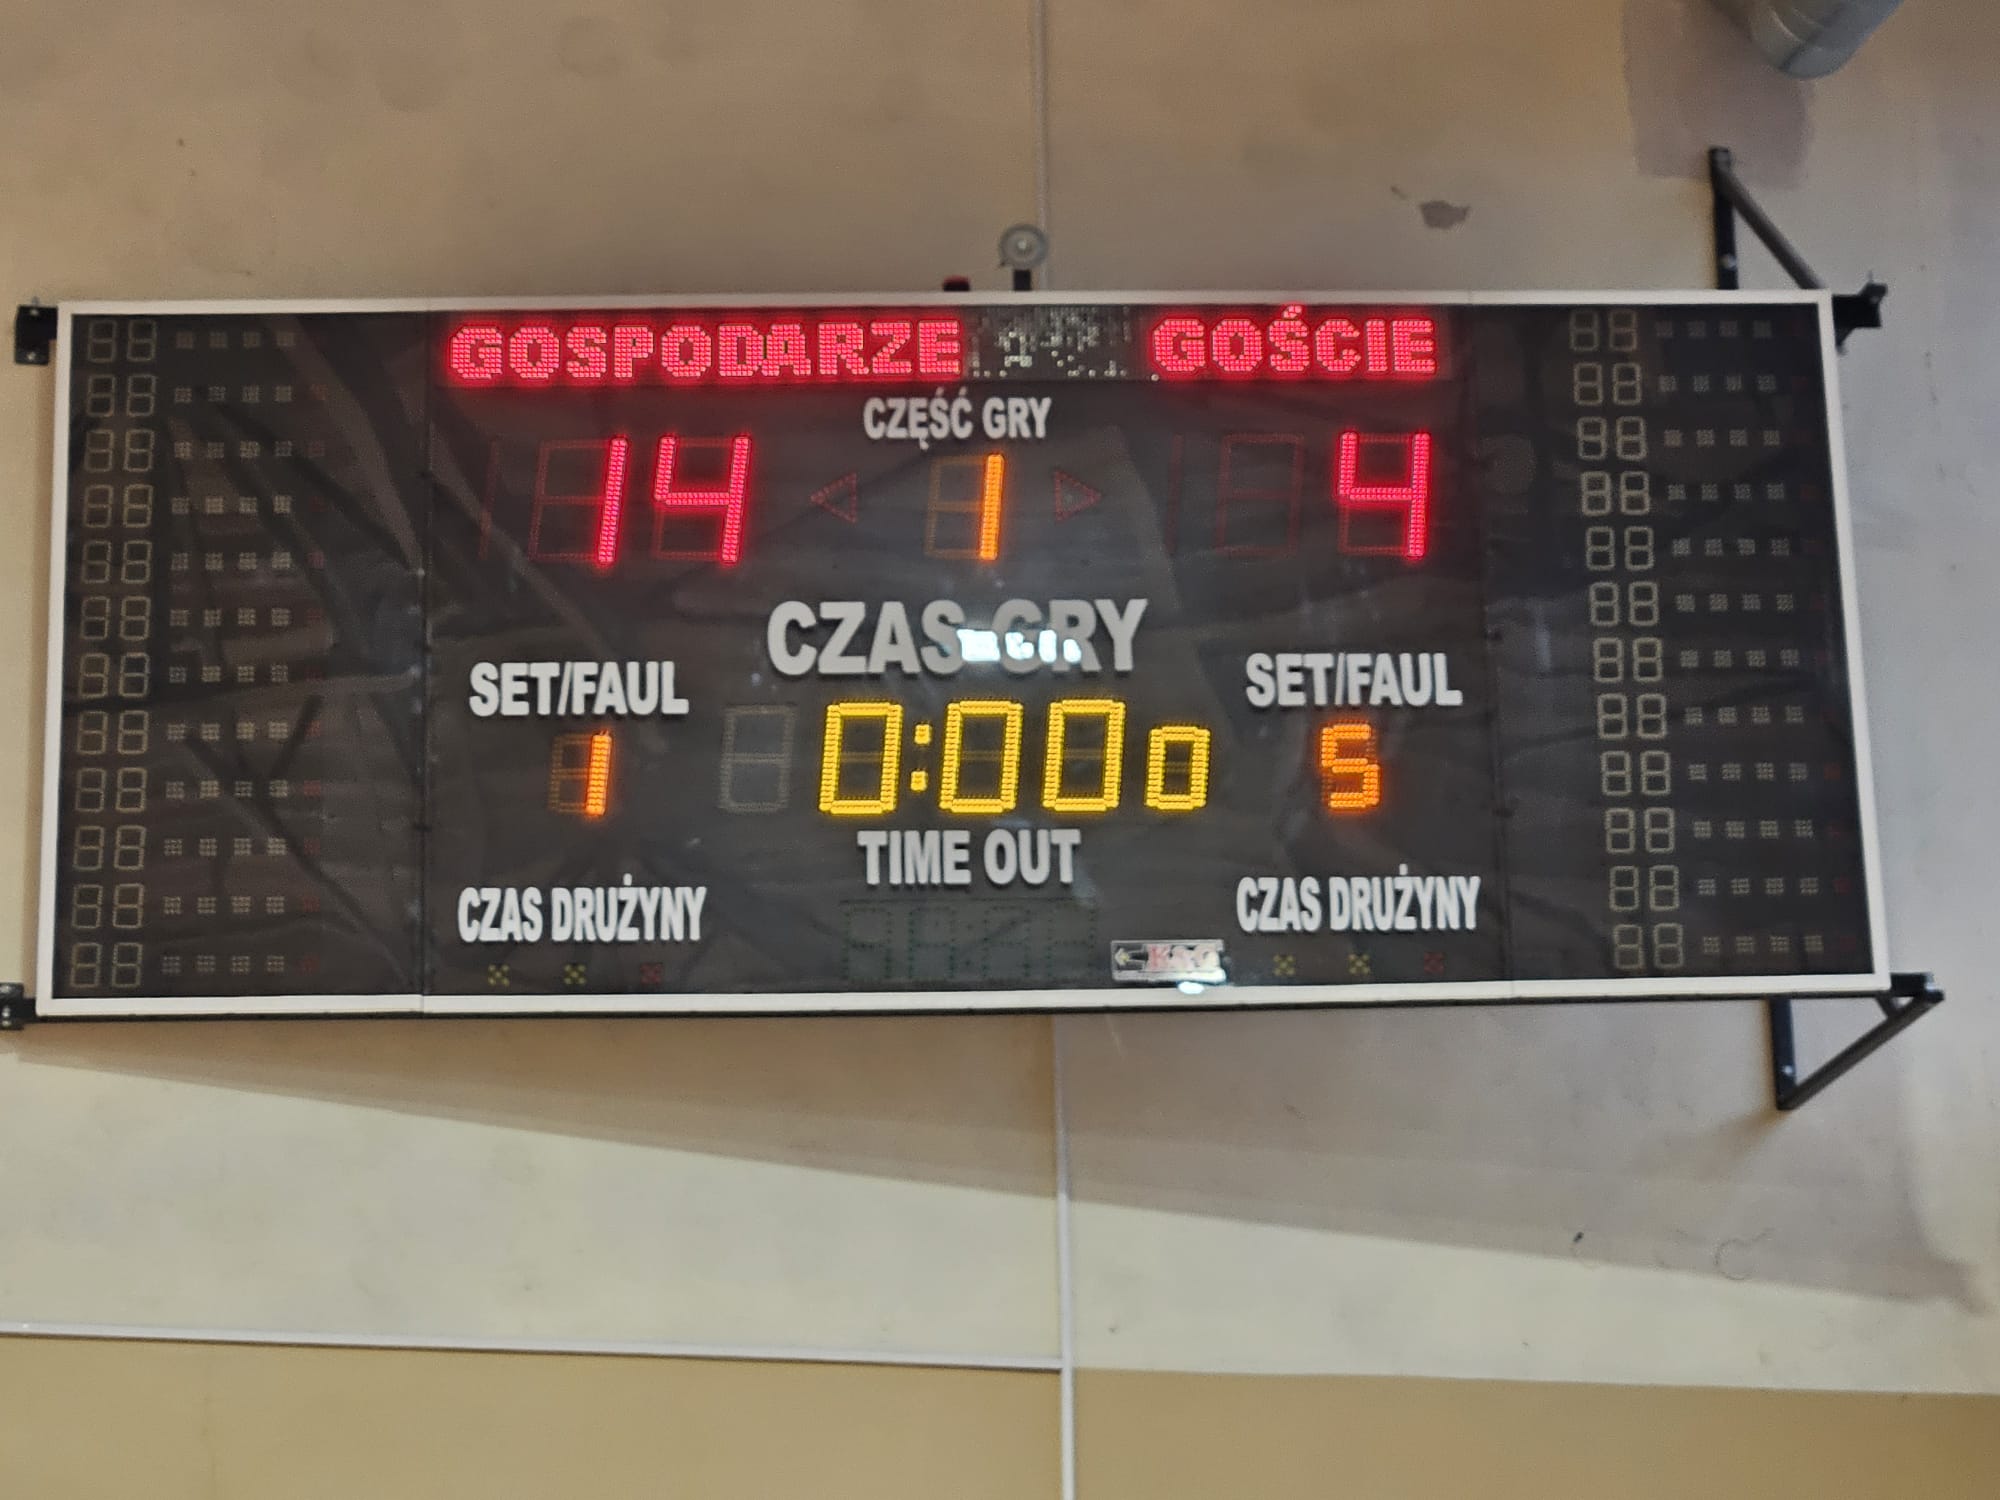 GOSPODARZE GOŚCIE
CZĘŚĆ GRY
14 1 4
CZAS GRY
SET/FAUL SET/FAUL
1 0:000 5
TIME OUT
CZAS DRUŻYNY CZAS DRUŻYNY